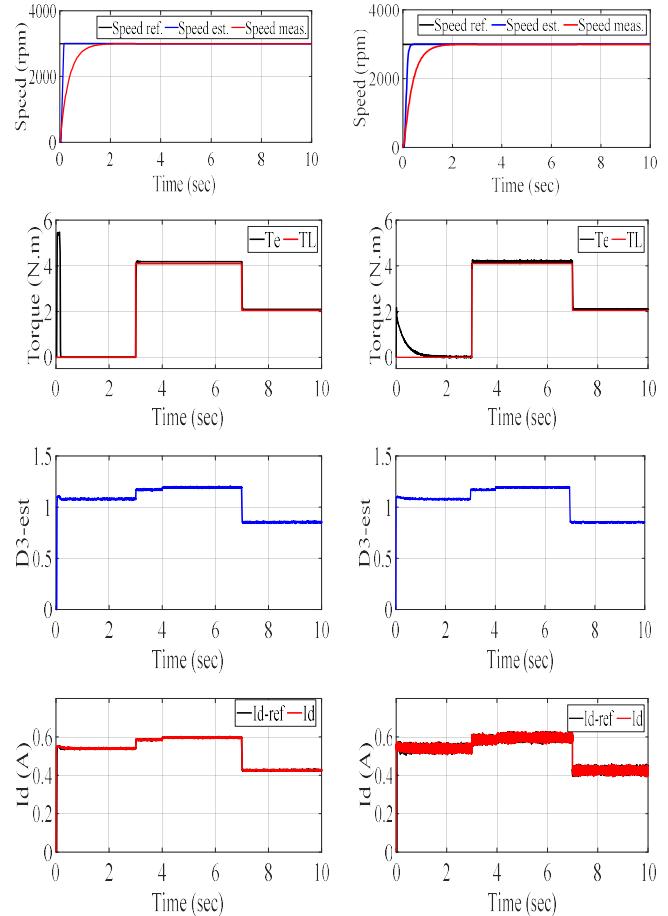 4000
2000
0
Speed (rpm)
Speed ref. Speed est. Speed meas.
0 2 4 6 8 10
Time (sec)
4000
2000
0
Speed (rpm)
Speed ref. Speed est. Speed meas.
0 2 4 6 8 10
Time (sec)
6
4
2
0
Torque (N.m)
Te TL
0 2 4 6 8 10
Time (sec)
6
4
2
0
Torque (N.m)
Te TL
0 2 4 6 8 10
Time (sec)
1.5
1
0.5
0
D3-est
0 2 4 6 8 10
Time (sec)
1.5
1
0.5
0
D3-est
0 2 4 6 8 10
Time (sec)
0.6
0.4
0.2
0
Id (A)
Id-ref Id
0 2 4 6 8 10
Time (sec)
0.6
0.4
0.2
0
Id (A)
Id-ref Id
0 2 4 6 8 10
Time (sec)